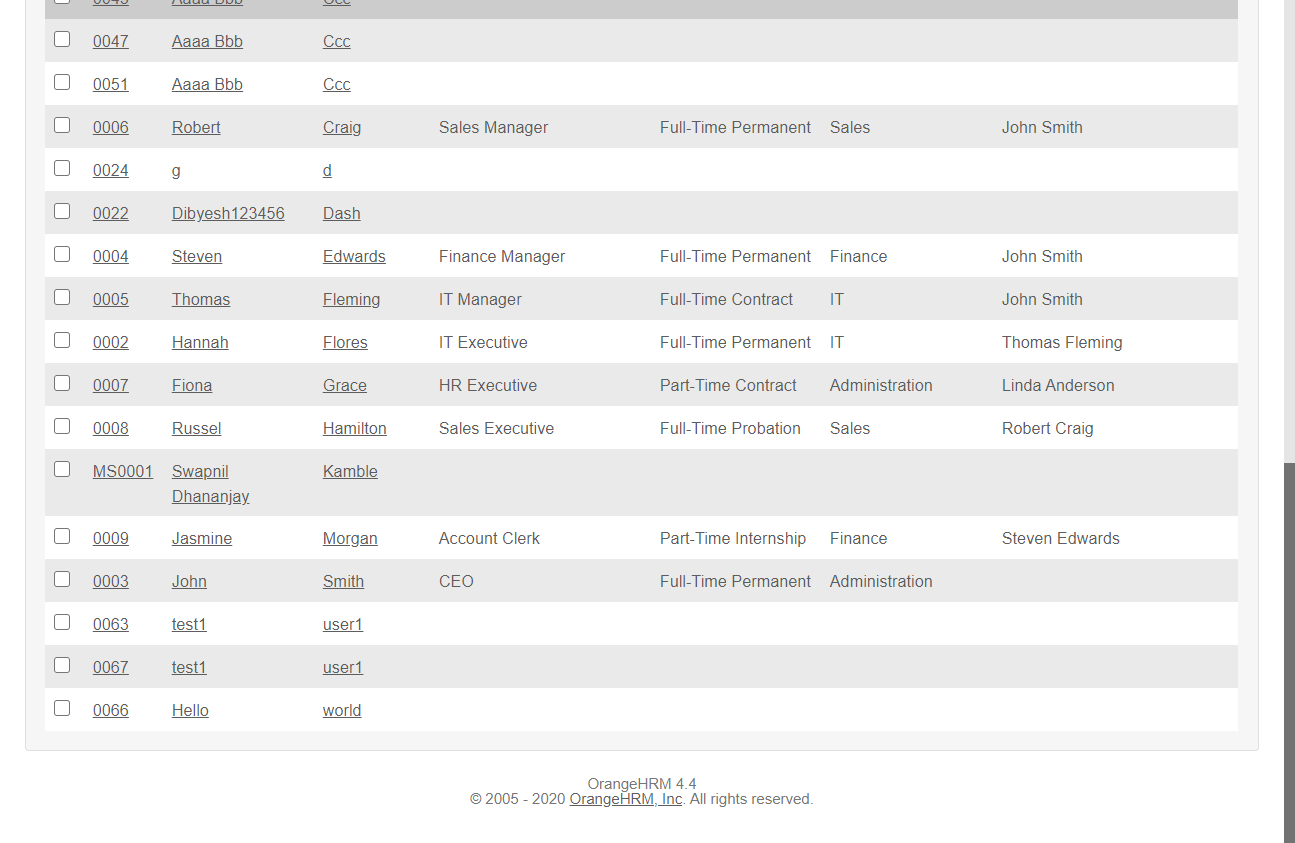 0045 Aaaa Bbb Ccc
0047 Aaaa Bbb Ccc
0051 Aaaa Bbb Ccc
0006 Robert Craig Sales Manager Full-Time Permanent Sales John Smith
0024 g d
0022 Dibyesh123456 Dash
0004 Steven Edwards Finance Manager Full-Time Permanent Finance John Smith
0005 Thomas Fleming IT Manager Full-Time Contract IT John Smith
0002 Hannah Flores IT Executive Full-Time Permanent IT Thomas Fleming
0007 Fiona Grace HR Executive Part-Time Contract Administration Linda Anderson
0008 Russel Hamilton Sales Executive Full-Time Probation Sales Robert Craig
MS0001 Swapnil Kamble
Dhananjay
0009 Jasmine Morgan Account Clerk Part-Time Internship Finance Steven Edwards
0003 John Smith CEO Full-Time Permanent Administration
0063 test1 user1
0067 test1 user1
0066 Hello world
OrangeHRM 4.4
© 2005 - 2020 OrangeHRM, Inc. All rights reserved.